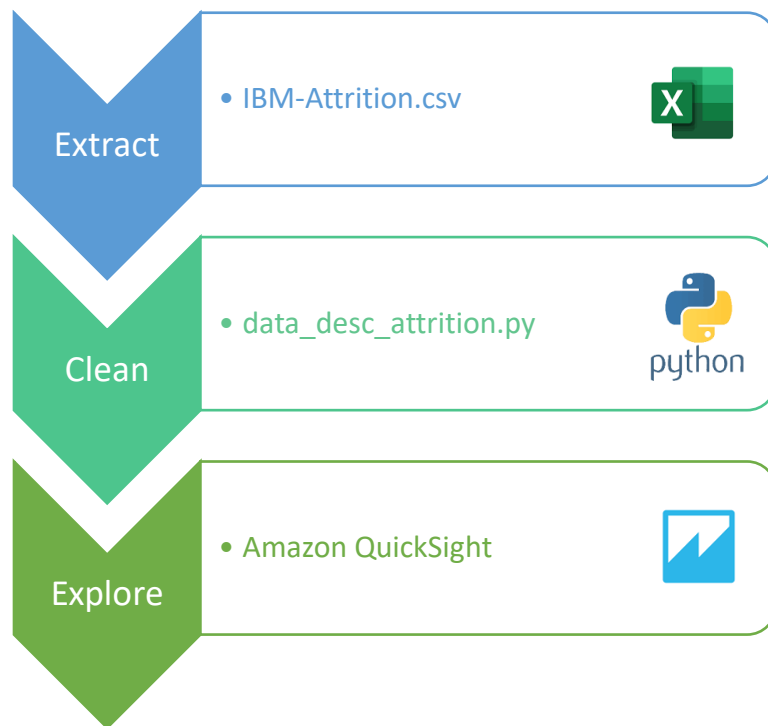 Extract
• IBM-Attrition.csv
X
Clean
• data_desc_attrition.py
python
Explore
• Amazon QuickSight